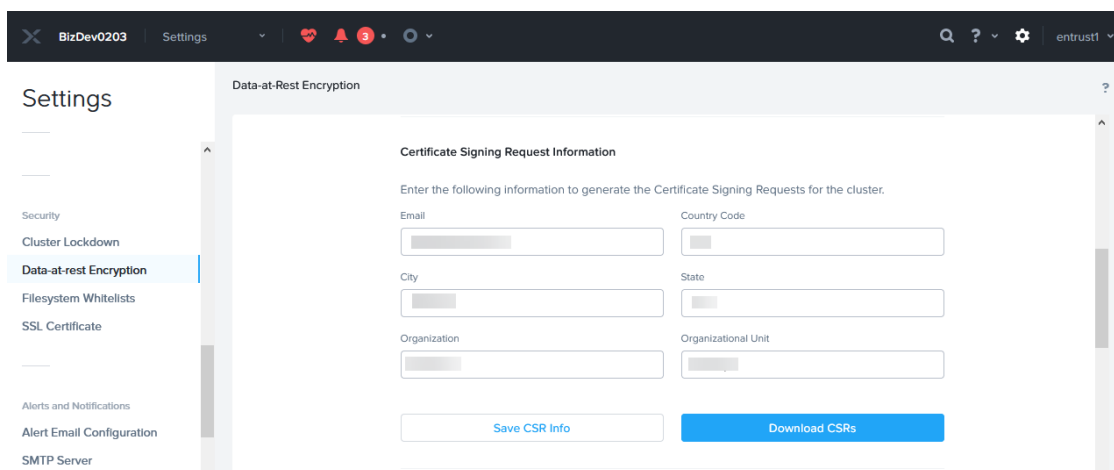 BizDev0203 Settings 3 ? entrust1
Settings
Data-at-Rest Encryption ?
Security
Cluster Lockdown
Data-at-rest Encryption
Filesystem Whitelists
SSL Certificate
Alerts and Notifications
Alert Email Configuration
SMTP Server
Certificate Signing Request Information
Enter the following information to generate the Certificate Signing Requests for the cluster.
Email Country Code
City State
Organization Organizational Unit
Save CSR Info Download CSRs